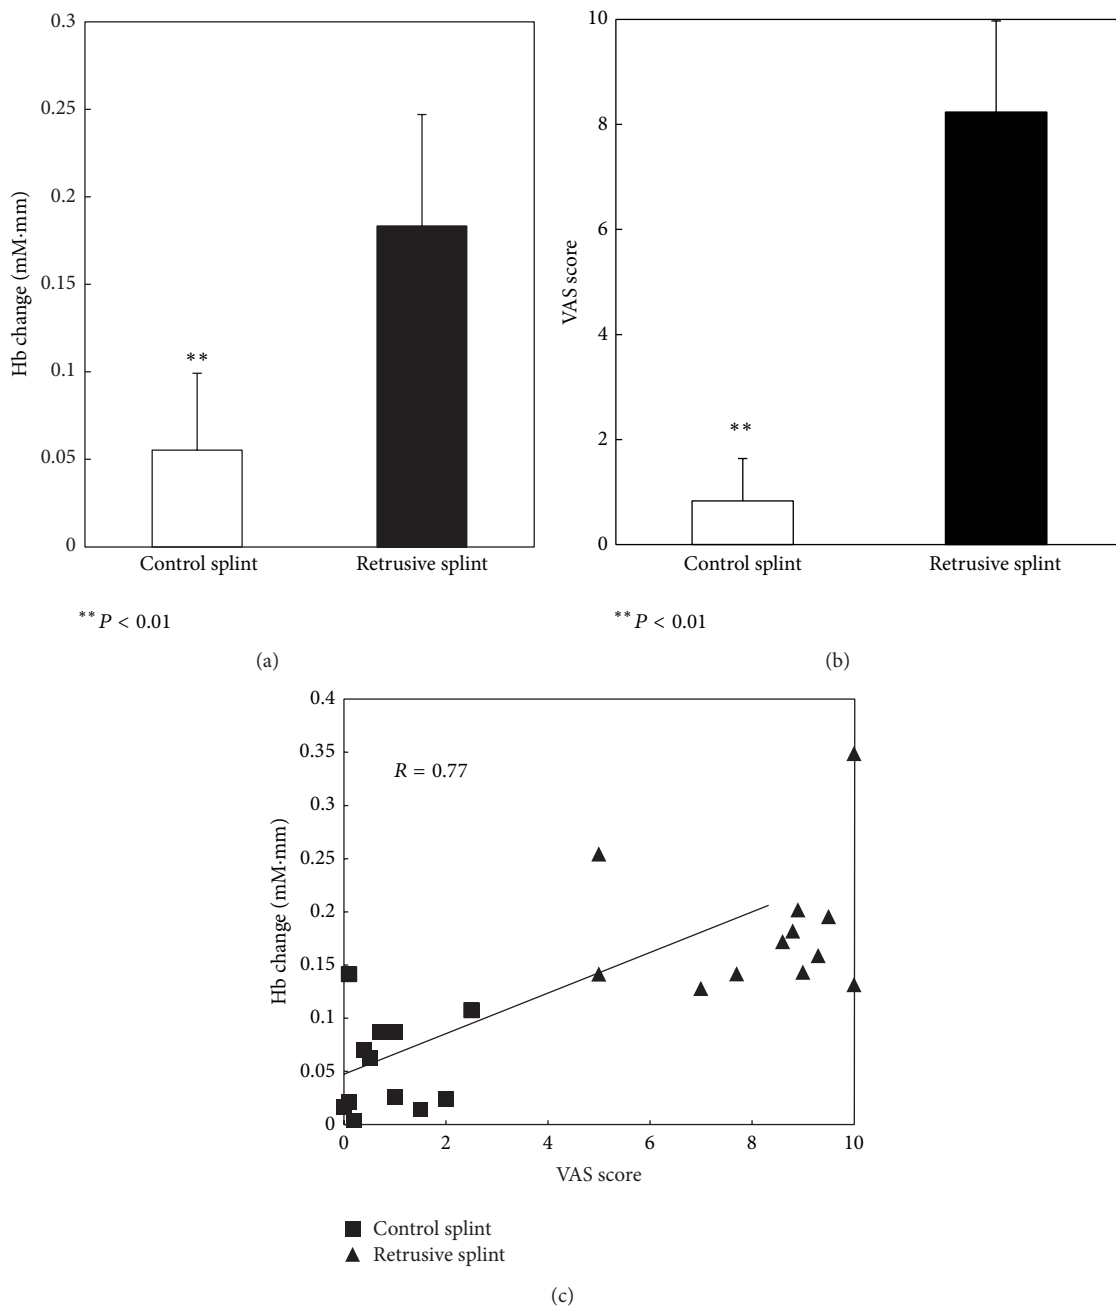 0.3
0.25
0.2
0.15
0.1
0.05
0
Hb change (mM·mm)
**
Control splint
Retrusive splint
**P < 0.01
(a)
10
8
6
4
2
0
VAS score
**
Control splint
Retrusive splint
**P < 0.01
(b)
0.4
0.35
0.3
0.25
0.2
0.15
0.1
0.05
0
Hb change (mM·mm)
R = 0.77
0 2 4 6 8 10
VAS score
Control splint
Retrusive splint
(c)